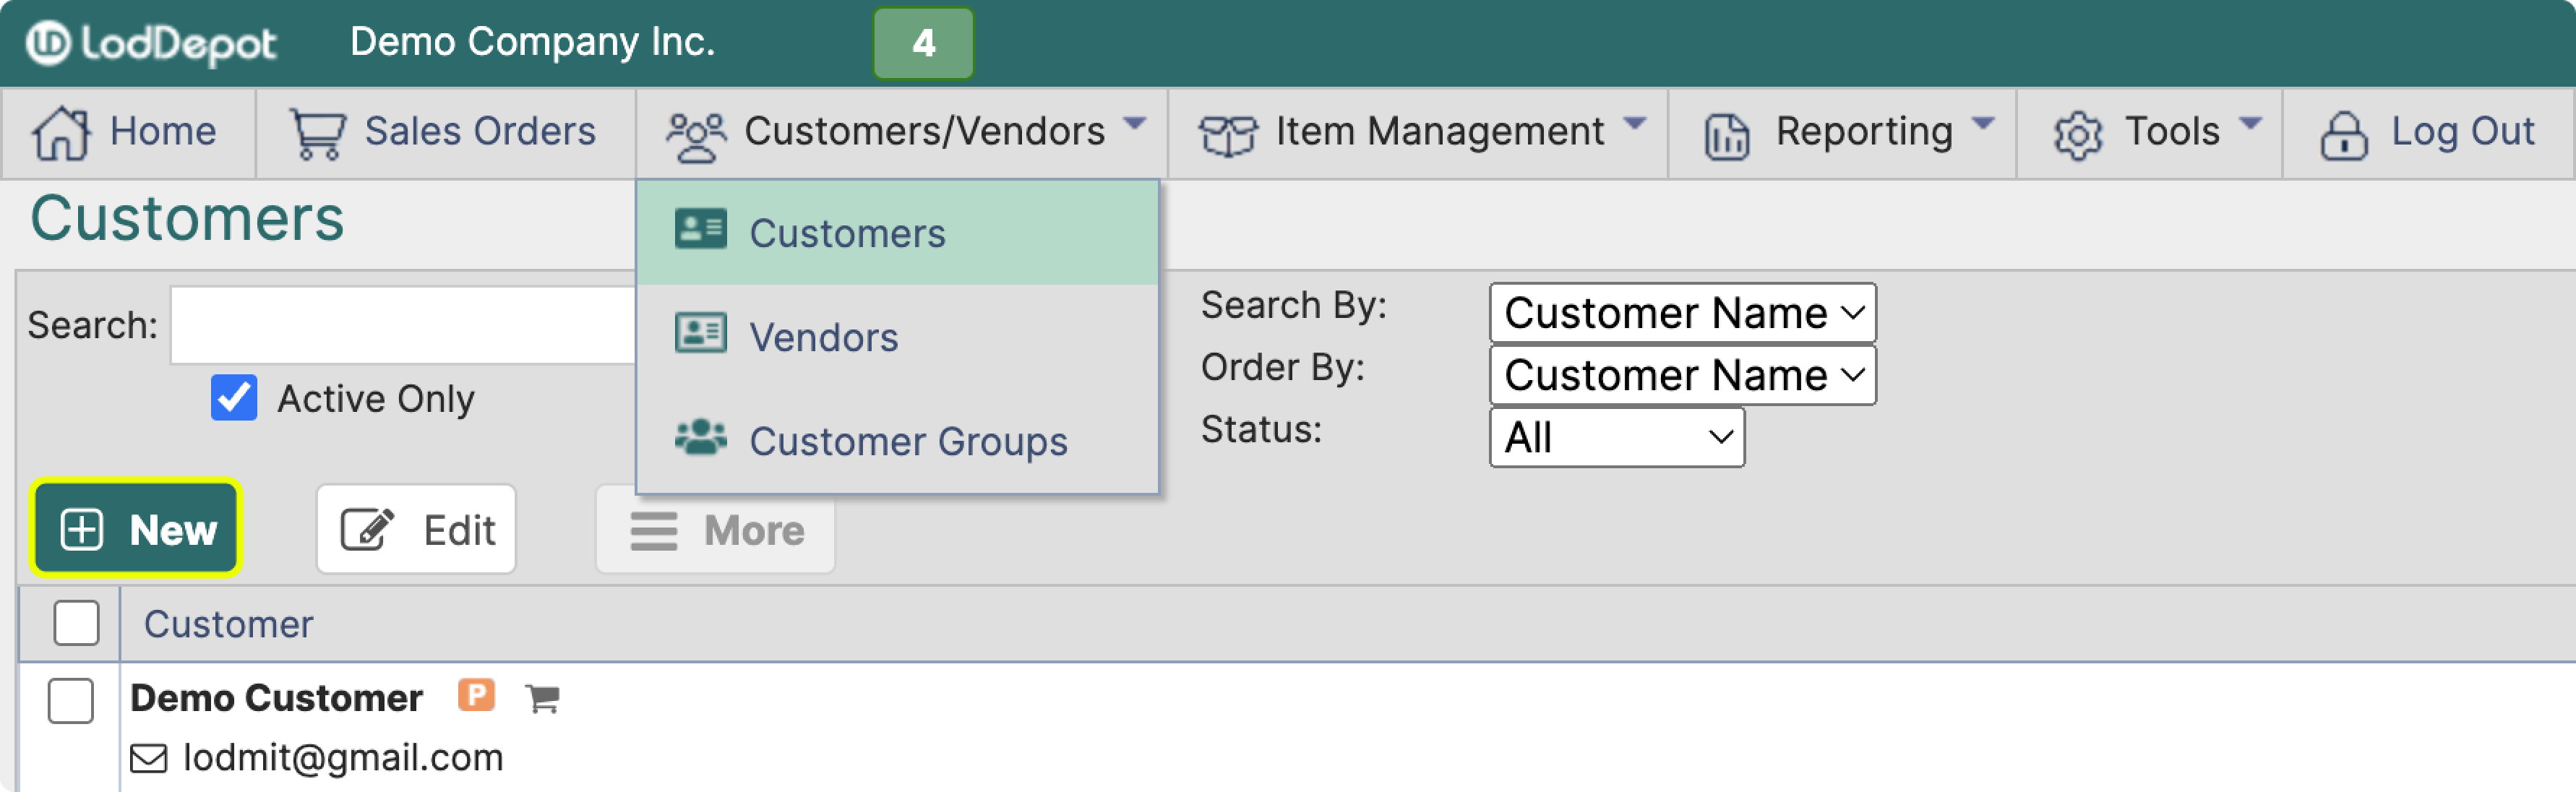 LodDepot Demo Company Inc. 4
Home Sales Orders Customers/Vendors Item Management Reporting Tools Log Out
Customers
Customers
Vendors
Customer Groups
Search:
Active Only
Search By: Customer Name
Order By: Customer Name
Status: All
New Edit More
Customer
Demo Customer P
lodmit@gmail.com